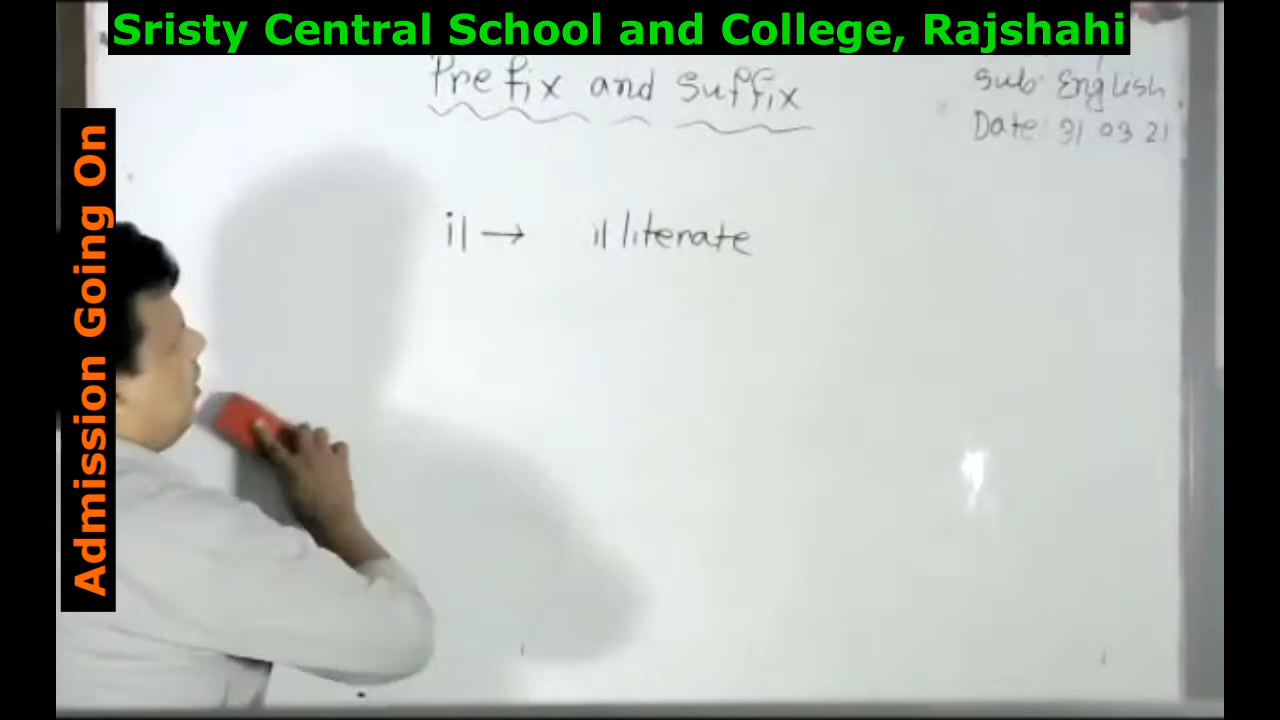 Sristy Central School and College, Rajshahi
Admission Going On
Prefix and Suffix
Sub: English
Date: 31 03 21
il → illiterate